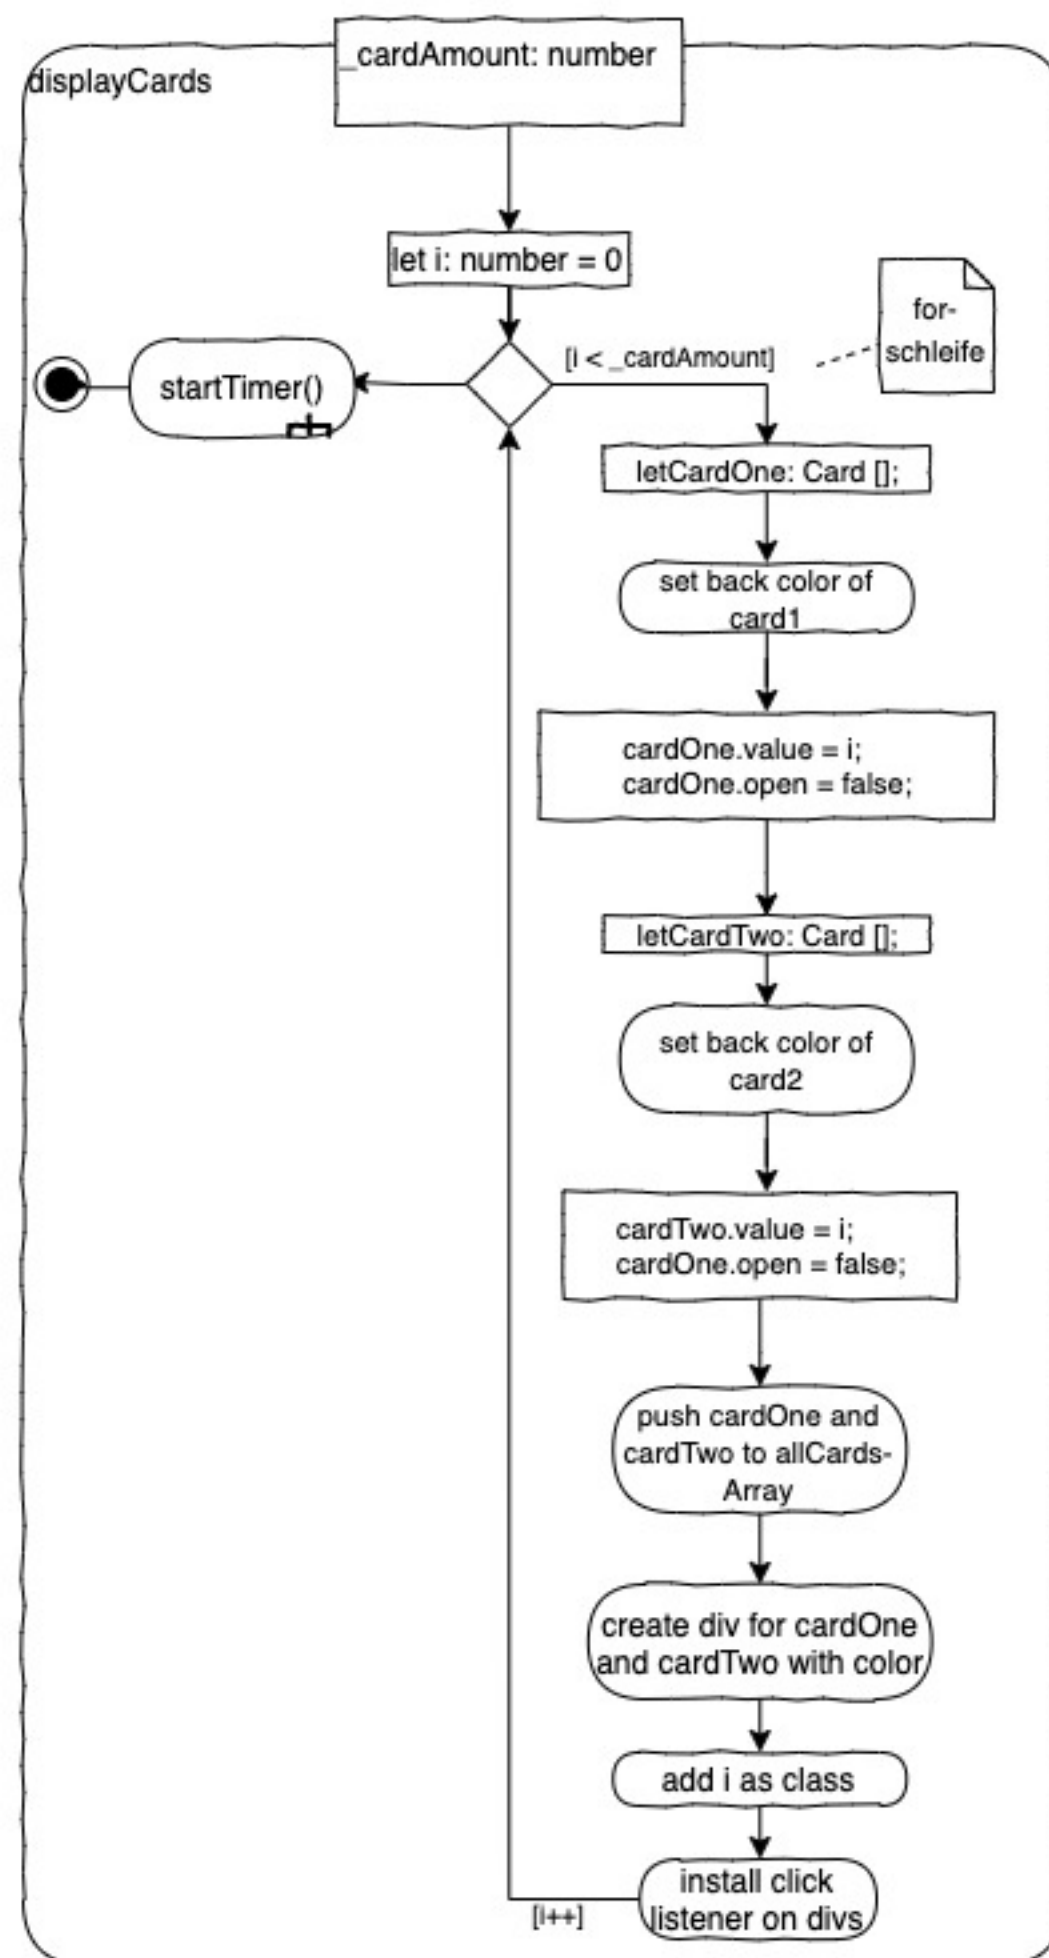 _cardAmount: number
displayCards
let i: number = 0
[i < _cardAmount]
for-
schleife
startTimer()
letCardOne: Card [];
set back color of
card1
cardOne.value = i;
cardOne.open = false;
letCardTwo: Card [];
set back color of
card2
cardTwo.value = i;
cardOne.open = false;
push cardOne and
cardTwo to allCards-
Array
create div for cardOne
and cardTwo with color
add i as class
install click
listener on divs
[i++]